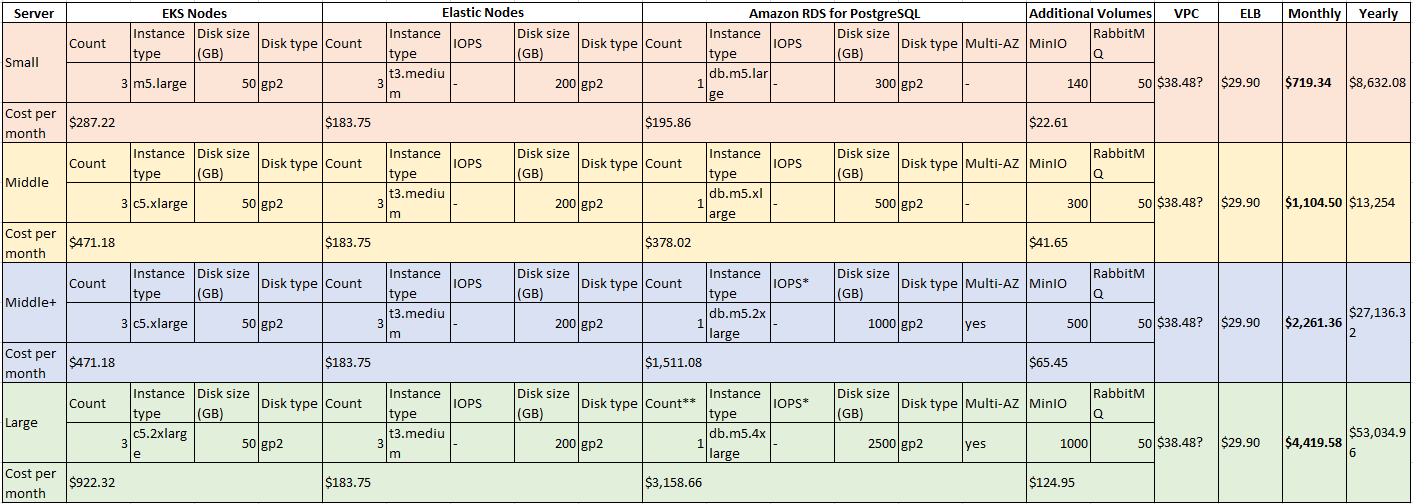 Server EKS Nodes Elastic Nodes Amazon RDS for PostgreSQL Additional Volumes VPC ELB Monthly Yearly
Small Count Instance type Disk size (GB) Disk type Count Instance type IOPS Disk size (GB) Disk type Count Instance type IOPS Disk size (GB) Disk type Multi-AZ MinIO RabbitMQ $38.48? $29.90 $719.34 $8,632.08
3 m5.large 50 gp2 3 t3.medium - 200 gp2 1 db.m5.large - 300 gp2 - 140 50
Cost per month $287.22 $183.75 $195.86 $22.61
Middle Count Instance type Disk size (GB) Disk type Count Instance type IOPS Disk size (GB) Disk type Count Instance type IOPS Disk size (GB) Disk type Multi-AZ MinIO RabbitMQ $38.48? $29.90 $1,104.50 $13,254
3 c5.xlarge 50 gp2 3 t3.medium - 200 gp2 1 db.m5.xlarge - 500 gp2 - 300 50
Cost per month $471.18 $183.75 $378.02 $41.65
Middle+ Count Instance type Disk size (GB) Disk type Count Instance type IOPS Disk size (GB) Disk type Count Instance type IOPS* Disk size (GB) Disk type Multi-AZ MinIO RabbitMQ $38.48? $29.90 $2,261.36 $27,136.32
3 c5.xlarge 50 gp2 3 t3.medium - 200 gp2 1 db.m5.2xlarge - 1000 gp2 yes 500 50
Cost per month $471.18 $183.75 $1,511.08 $65.45
Large Count Instance type Disk size (GB) Disk type Count Instance type IOPS Disk size (GB) Disk type Count** Instance type IOPS* Disk size (GB) Disk type Multi-AZ MinIO RabbitMQ $38.48? $29.90 $4,419.58 $53,034.96
3 c5.2xlarge 50 gp2 3 t3.medium - 200 gp2 1 db.m5.4xlarge - 2500 gp2 yes 1000 50
Cost per month $922.32 $183.75 $3,158.66 $124.95